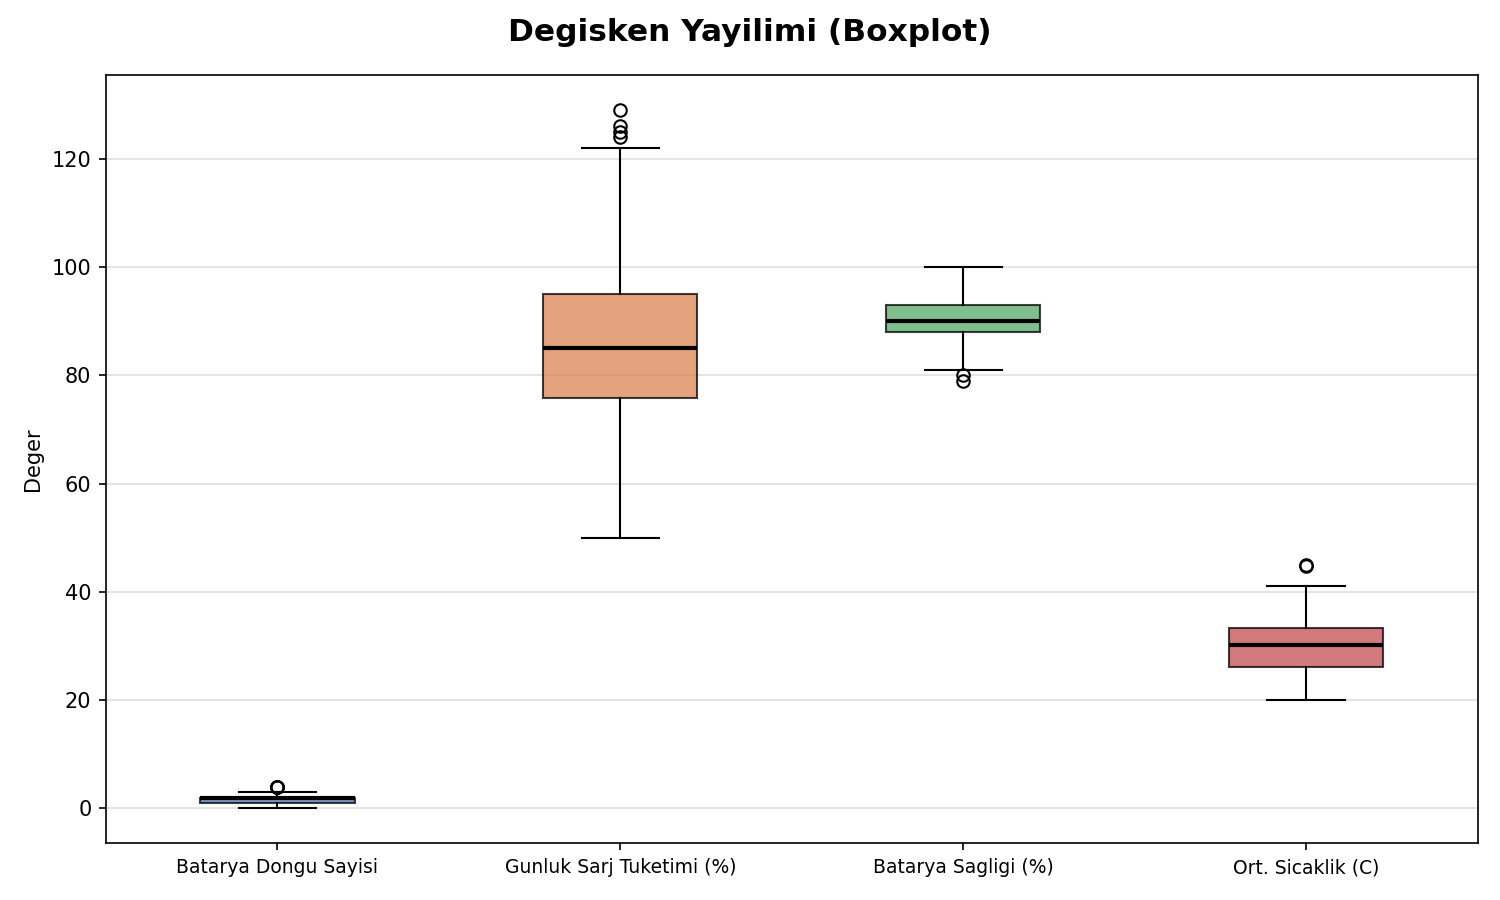 Degisken Yayilimi (Boxplot)
Deger
120
100
80
60
40
20
0
Batarya Dongu Sayisi
Gunluk Sarj Tuketimi (%)
Batarya Sagligi (%)
Ort. Sicaklik (C)